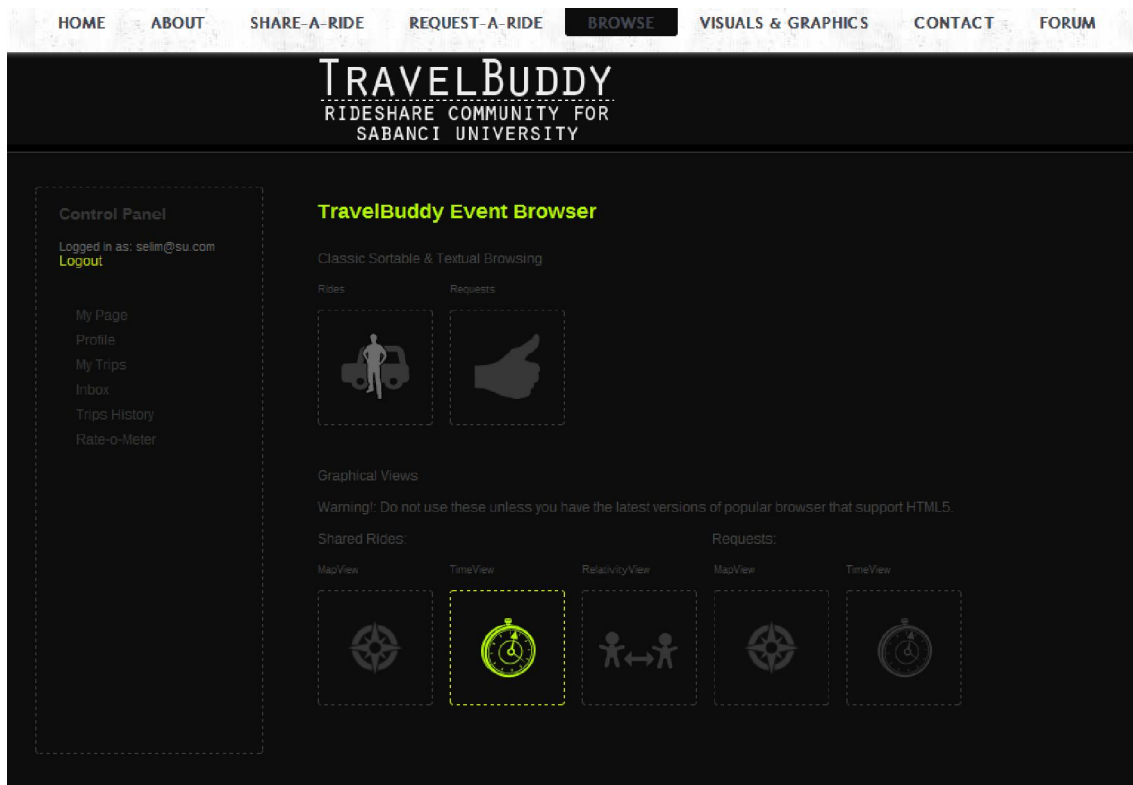 HOME ABOUT SHARE-A-RIDE REQUEST-A-RIDE BROWSE VISUALS & GRAPHICS CONTACT FORUM
TRAVELBUDDY
RIDESHARE COMMUNITY FOR
SABANCI UNIVERSITY
Control Panel
Logged in as: selim@su.com
Logout
My Page
Profile
My Trips
Inbox
Trips History
Rate-o-Meter
TravelBuddy Event Browser
Classic Sortable & Textual Browsing
Rides Requests
Graphical Views
Warning!: Do not use these unless you have the latest versions of popular browser that support HTML5.
Shared Rides: Requests:
MapView TimeView RelativityView MapView TimeView